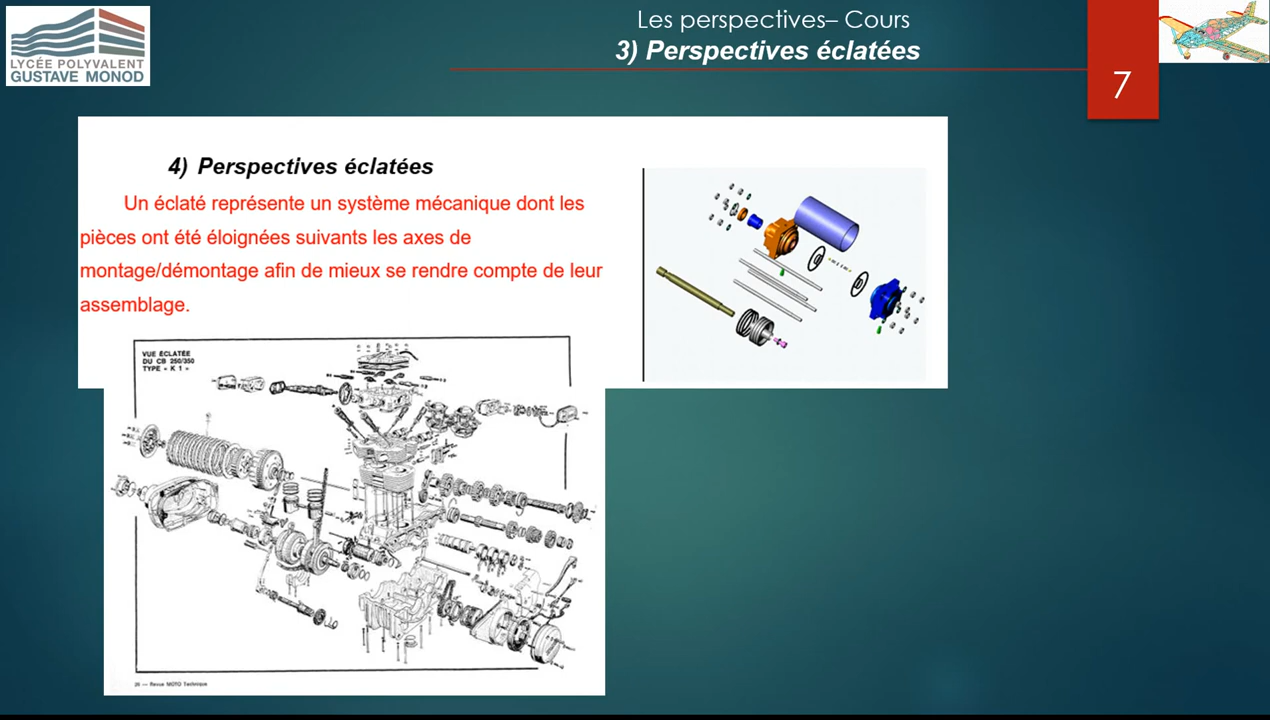 LYCÉE POLYVALENT
GUSTAVE MONOD
Les perspectives– Cours
3) Perspectives éclatées
7
4) Perspectives éclatées
Un éclaté représente un système mécanique dont les
pièces ont été éloignées suivants les axes de
montage/démontage afin de mieux se rendre compte de leur
assemblage.
VUE ÉCLATÉE
DU CB 250/350
TYPE « K 1 »
20 — Revue MOTO Technique